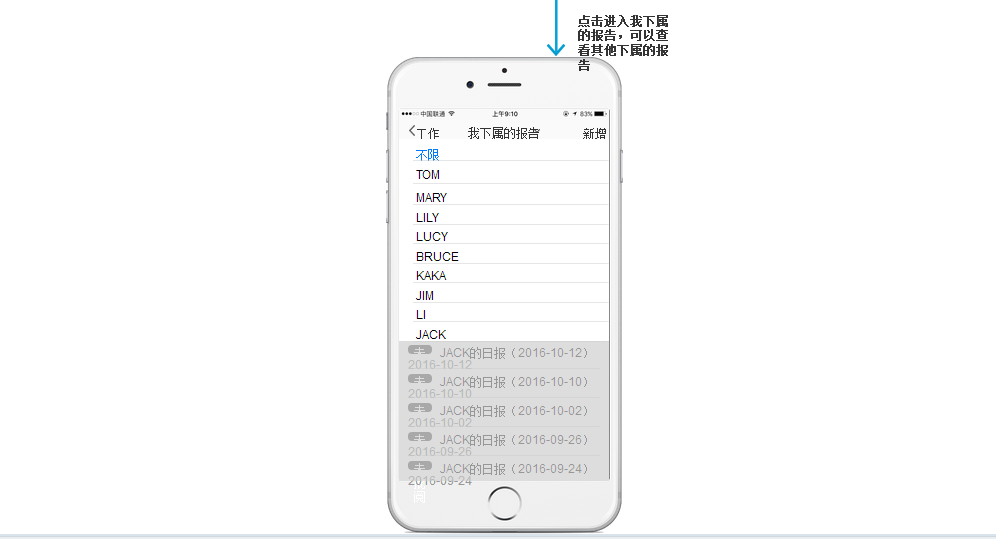 点击进入我下属
的报告，可以查
看其他下属的报
告
中国联通
上午9:10
83%
工作
我下属的报告
新增
不限
TOM
MARY
LILY
LUCY
BRUCE
KAKA
JIM
LI
JACK
JACK的日报（2016-10-12）
2016-10-12
JACK的日报（2016-10-10）
2016-10-10
JACK的日报（2016-10-02）
2016-10-02
JACK的日报（2016-09-26）
2016-09-26
JACK的日报（2016-09-24）
2016-09-24